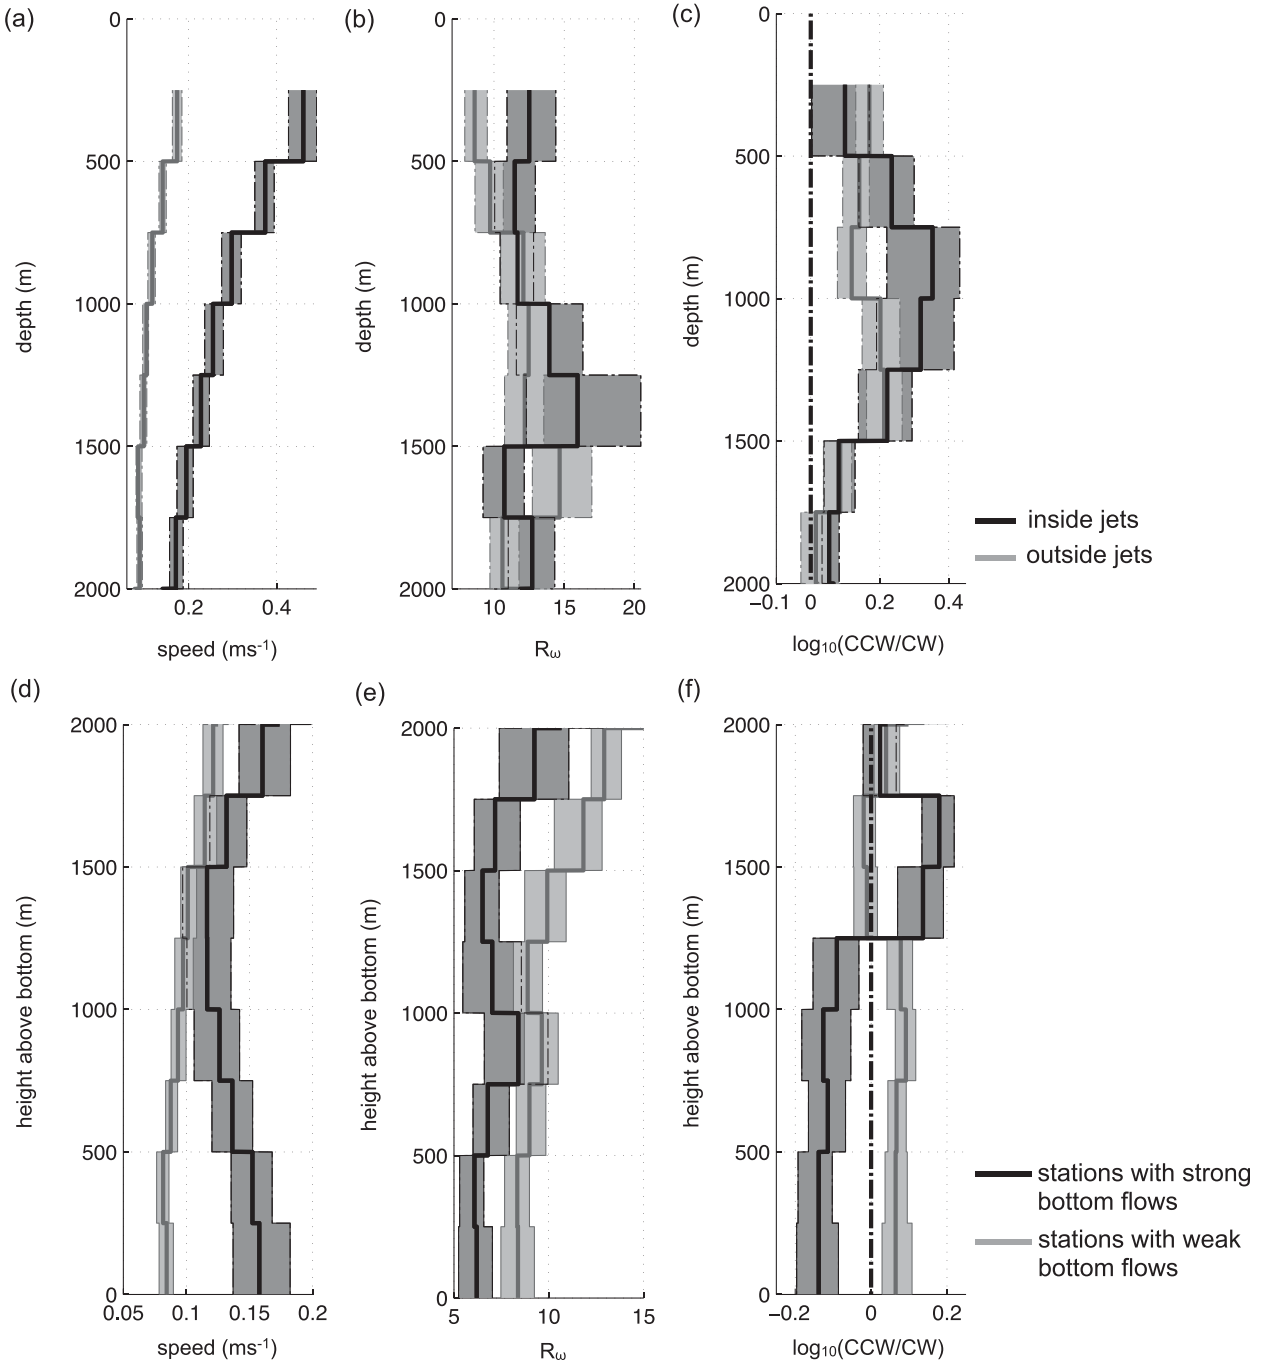 (a)
0
500
1000
1500
2000
depth (m)
0.2
0.4
speed (ms⁻¹)
(b)
0
500
1000
1500
2000
depth (m)
10
15
20
Rω
(c)
0
500
1000
1500
2000
depth (m)
−0.1
0
0.2
0.4
log₁₀(CCW/CW)
inside jets
outside jets
(d)
2000
1500
1000
500
0
height above bottom (m)
0.05
0.1
0.15
0.2
speed (ms⁻¹)
(e)
2000
1500
1000
500
0
height above bottom (m)
5
10
15
Rω
(f)
2000
1500
1000
500
0
height above bottom (m)
−0.2
0
0.2
log₁₀(CCW/CW)
stations with strong
bottom flows
stations with weak
bottom flows